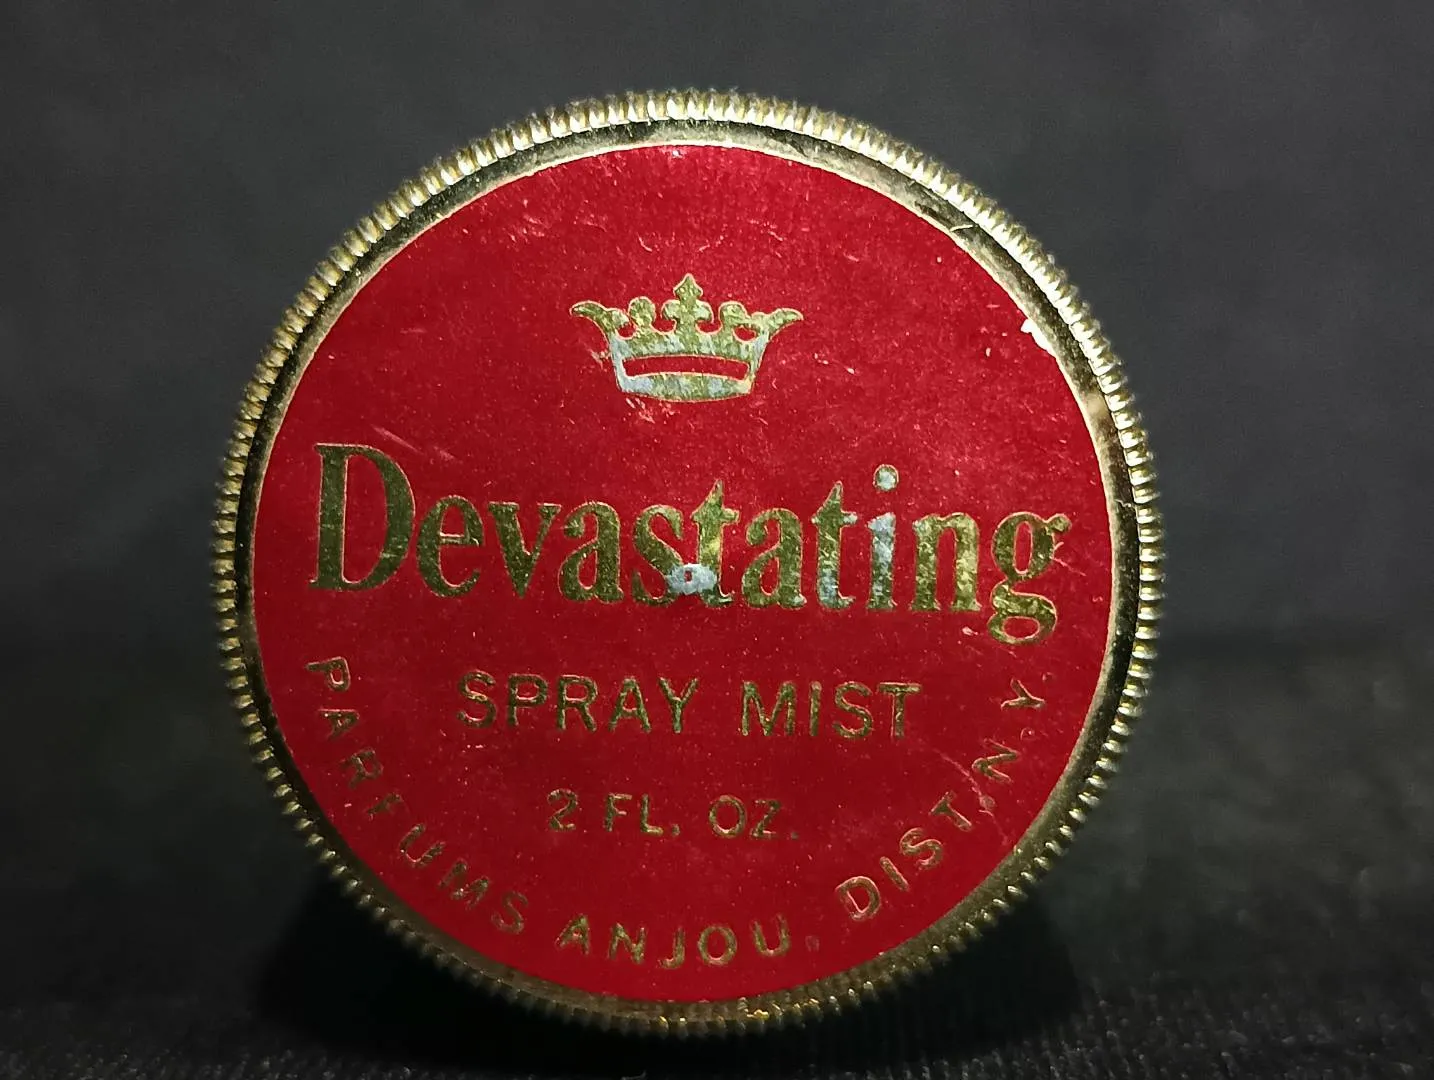 Devastating
SPRAY MIST
2 FL. OZ.
PARFUMS ANJOU. DIST. N.Y.